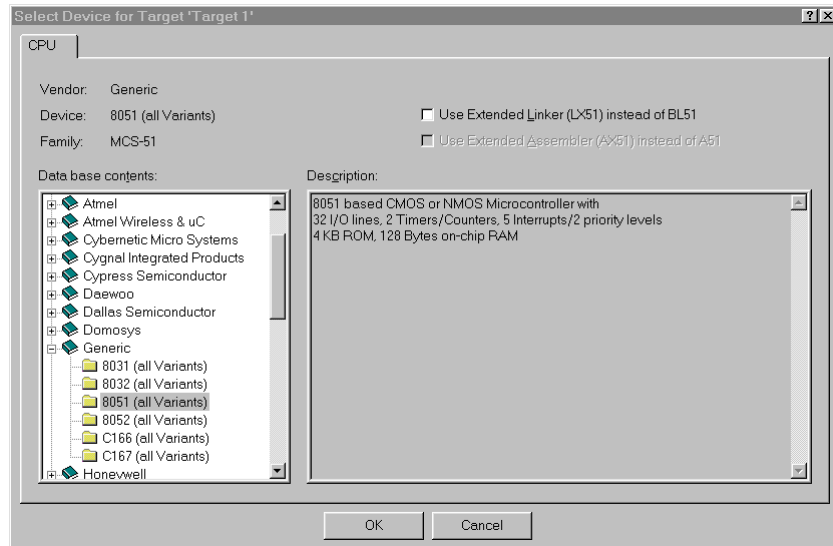 Select Device for Target 'Target 1'
CPU
Vendor: Generic
Device: 8051 (all Variants)
Use Extended Linker (LX51) instead of BL51
Family: MCS-51
Use Extended Assembler (AX51) instead of A51
Data base contents:
Description:
Atmel
Atmel Wireless & uC
Cybernetic Micro Systems
Cygnal Integrated Products
Cypress Semiconductor
Daewoo
Dallas Semiconductor
Domosys
Generic
8031 (all Variants)
8032 (all Variants)
8051 (all Variants)
8052 (all Variants)
C166 (all Variants)
C167 (all Variants)
Honeywell
8051 based CMOS or NMOS Microcontroller with
32 I/O lines, 2 Timers/Counters, 5 Interrupts/2 priority levels
4 KB ROM, 128 Bytes on-chip RAM
OK
Cancel